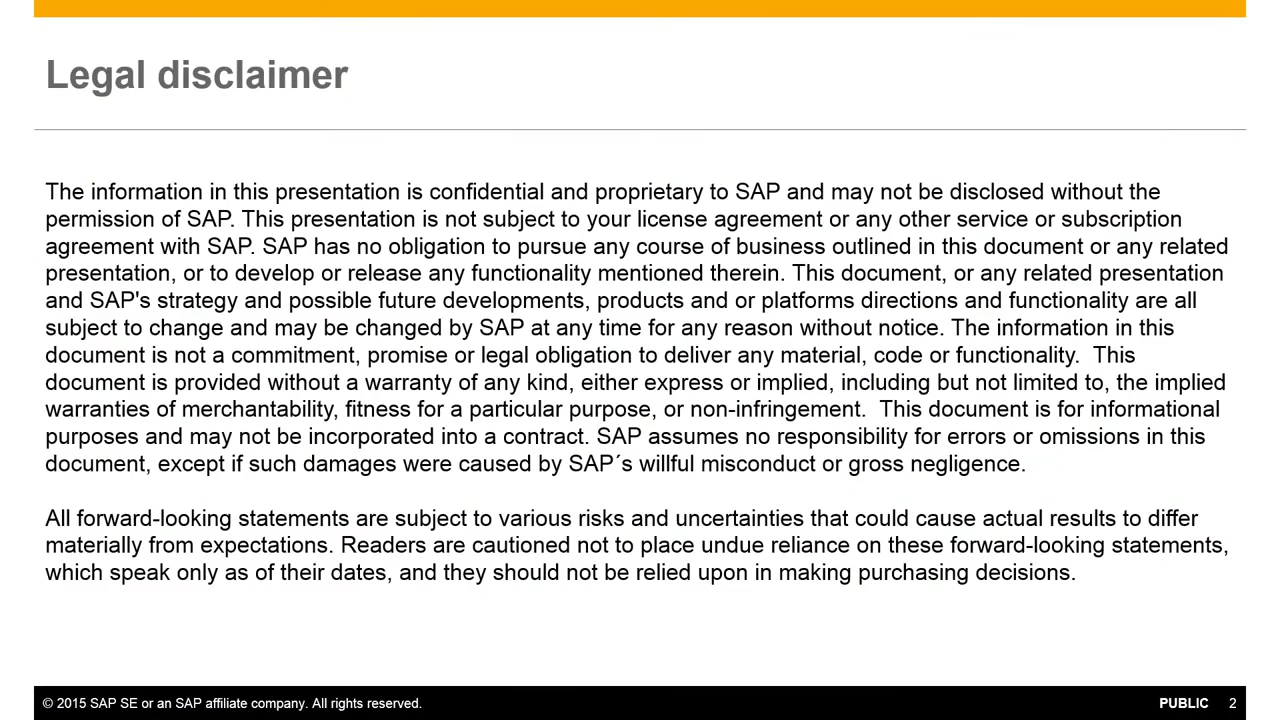 Legal disclaimer
The information in this presentation is confidential and proprietary to SAP and may not be disclosed without the
permission of SAP. This presentation is not subject to your license agreement or any other service or subscription
agreement with SAP. SAP has no obligation to pursue any course of business outlined in this document or any related
presentation, or to develop or release any functionality mentioned therein. This document, or any related presentation
and SAP's strategy and possible future developments, products and or platforms directions and functionality are all
subject to change and may be changed by SAP at any time for any reason without notice. The information in this
document is not a commitment, promise or legal obligation to deliver any material, code or functionality.  This
document is provided without a warranty of any kind, either express or implied, including but not limited to, the implied
warranties of merchantability, fitness for a particular purpose, or non-infringement.  This document is for informational
purposes and may not be incorporated into a contract. SAP assumes no responsibility for errors or omissions in this
document, except if such damages were caused by SAP´s willful misconduct or gross negligence.
All forward-looking statements are subject to various risks and uncertainties that could cause actual results to differ
materially from expectations. Readers are cautioned not to place undue reliance on these forward-looking statements,
which speak only as of their dates, and they should not be relied upon in making purchasing decisions.
© 2015 SAP SE or an SAP affiliate company. All rights reserved. PUBLIC 2